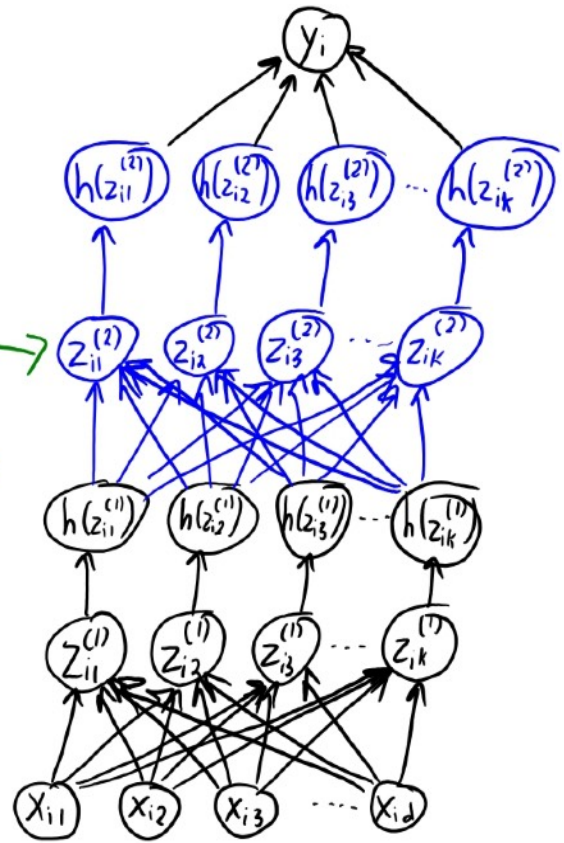 yᵢ
h(zᵢ₁⁽²⁾) h(zᵢ₂⁽²⁾) h(zᵢ₃⁽²⁾) ... h(zᵢₖ⁽²⁾)
zᵢ₁⁽²⁾ zᵢ₂⁽²⁾ zᵢ₃⁽²⁾ ... zᵢₖ⁽²⁾
h(zᵢ₁⁽¹⁾) h(zᵢ₂⁽¹⁾) h(zᵢ₃⁽¹⁾) ... h(zᵢₖ⁽¹⁾)
zᵢ₁⁽¹⁾ zᵢ₂⁽¹⁾ zᵢ₃⁽¹⁾ ... zᵢₖ⁽¹⁾
xᵢ₁ xᵢ₂ xᵢ₃ .... x_id